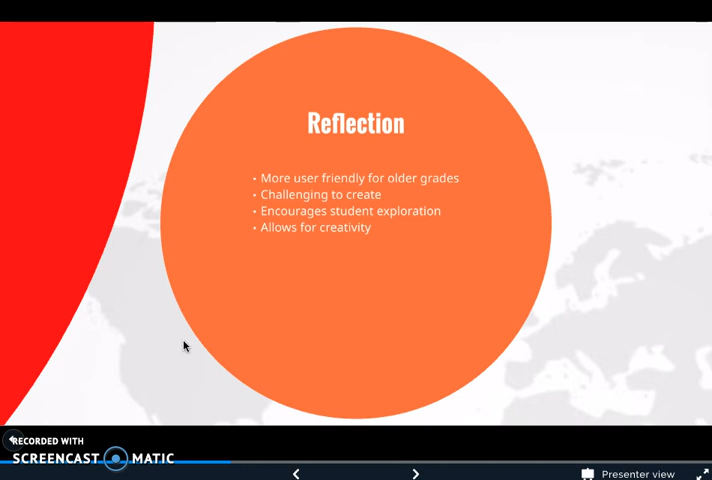 Reflection
• More user friendly for older grades
• Challenging to create
• Encourages student exploration
• Allows for creativity
RECORDED WITH
SCREENCAST MATIC
Presenter view